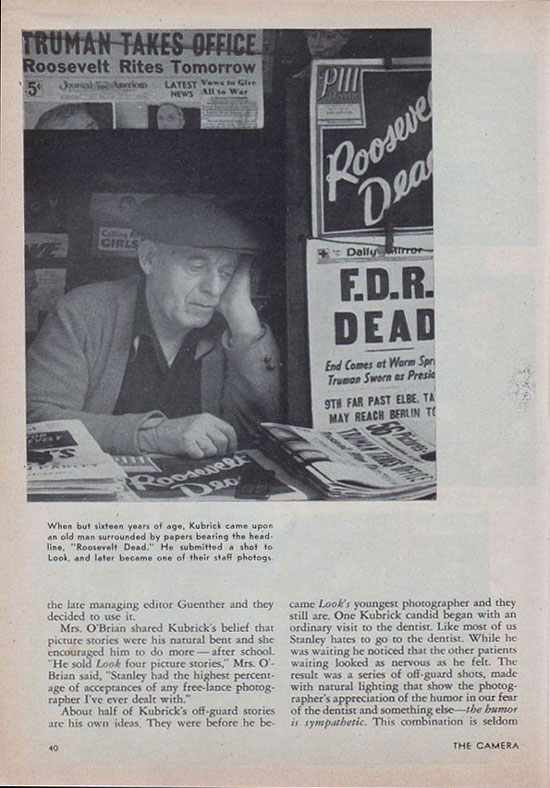 TRUMAN TAKES OFFICE
Roosevelt Rites Tomorrow
5¢ Journal American LATEST NEWS Vows to Give All to War
PM
Roosevelt
Dead
Calling
GIRLS
Daily Mirror
F.D.R.
DEAD
End Comes at Warm Spri
Truman Sworn as Presid
9TH FAR PAST ELBE, TA
MAY REACH BERLIN TO
PM
Roosevelt
Dea
When but sixteen years of age, Kubrick came upon
an old man surrounded by papers bearing the head-
line, "Roosevelt Dead." He submitted a shot to
Look, and later became one of their staff photogs.
the late managing editor Guenther and they
decided to use it.
Mrs. O'Brian shared Kubrick's belief that
picture stories were his natural bent and she
encouraged him to do more—after school.
"He sold Look four picture stories," Mrs. O'-
Brian said, "Stanley had the highest percent-
age of acceptances of any free-lance photog-
rapher I've ever dealt with."
About half of Kubrick's off-guard stories
are his own ideas. They were before he be-
came Look's youngest photographer and they
still are. One Kubrick candid began with an
ordinary visit to the dentist. Like most of us
Stanley hates to go to the dentist. While he
was waiting he noticed that the other patients
waiting looked as nervous as he felt. The
result was a series of off-guard shots, made
with natural lighting that show the photog-
rapher's appreciation of the humor in our fear
of the dentist and something else—the humor
is sympathetic. This combination is seldom
40
THE CAMERA